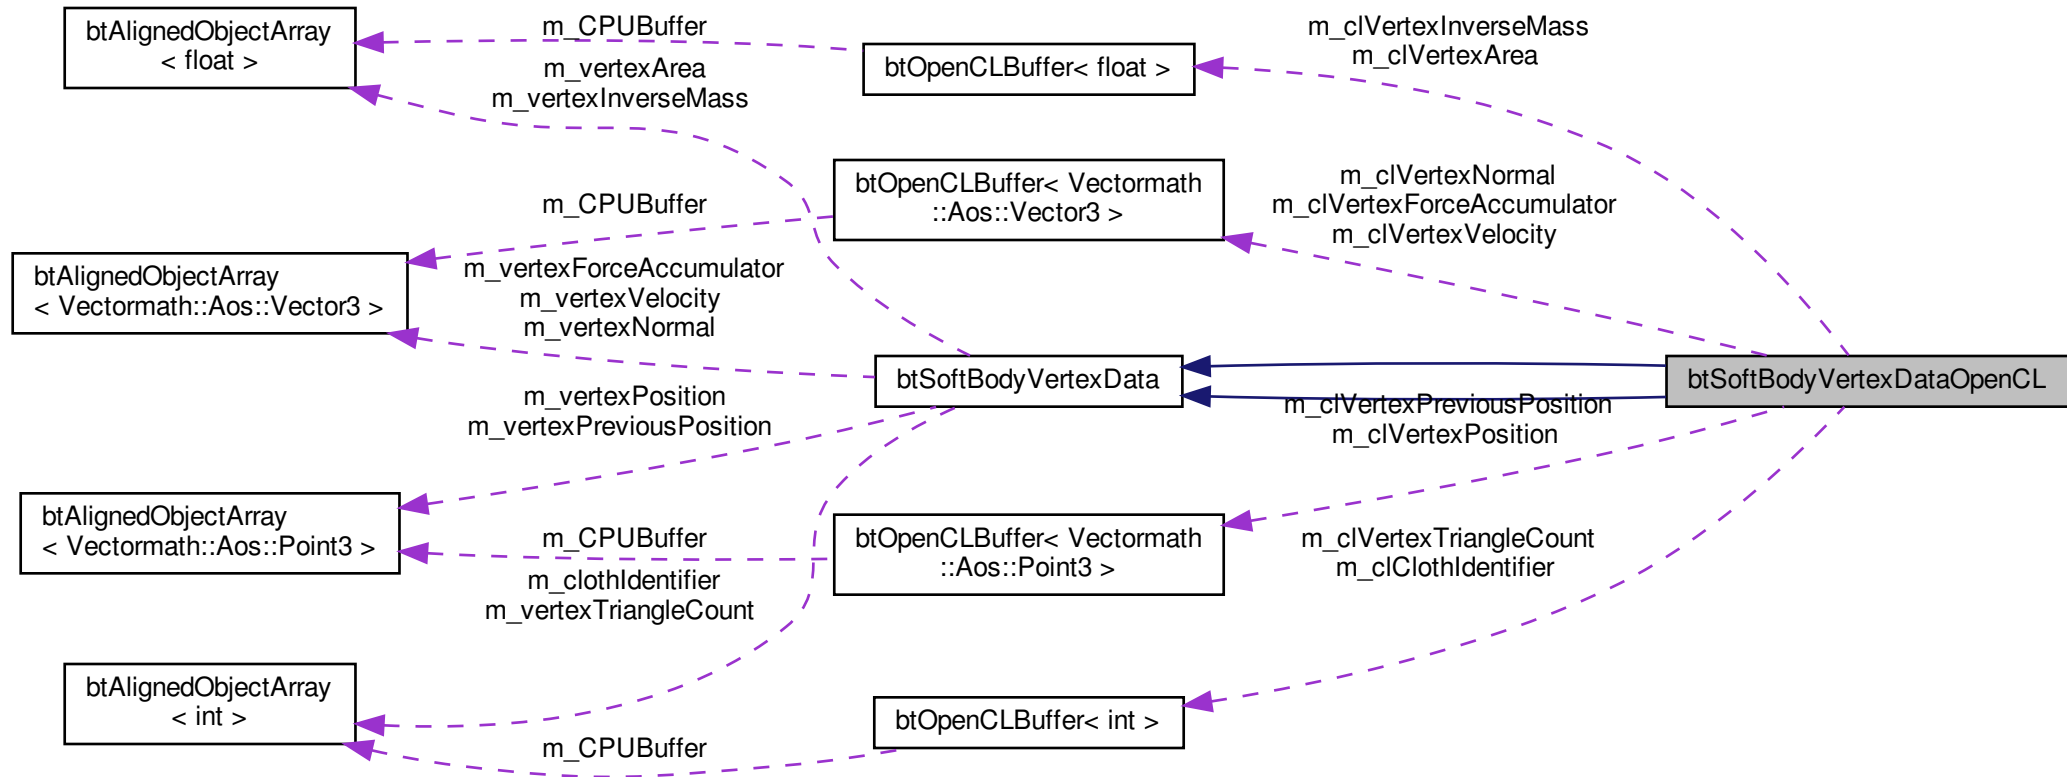 btAlignedObjectArray
< float >
m_CPUBuffer
m_vertexArea
m_vertexInverseMass
btOpenCLBuffer< float >
m_clVertexInverseMass
m_clVertexArea
btOpenCLBuffer< Vectormath
::Aos::Vector3 >
m_clVertexNormal
m_clVertexForceAccumulator
m_clVertexVelocity
m_CPUBuffer
btAlignedObjectArray
< Vectormath::Aos::Vector3 >
m_vertexForceAccumulator
m_vertexVelocity
m_vertexNormal
btSoftBodyVertexData
btSoftBodyVertexDataOpenCL
m_vertexPosition
m_vertexPreviousPosition
m_clVertexPreviousPosition
m_clVertexPosition
btAlignedObjectArray
< Vectormath::Aos::Point3 >
m_CPUBuffer
btOpenCLBuffer< Vectormath
::Aos::Point3 >
m_clVertexTriangleCount
m_clClothIdentifier
m_clothIdentifier
m_vertexTriangleCount
btAlignedObjectArray
< int >
m_CPUBuffer
btOpenCLBuffer< int >